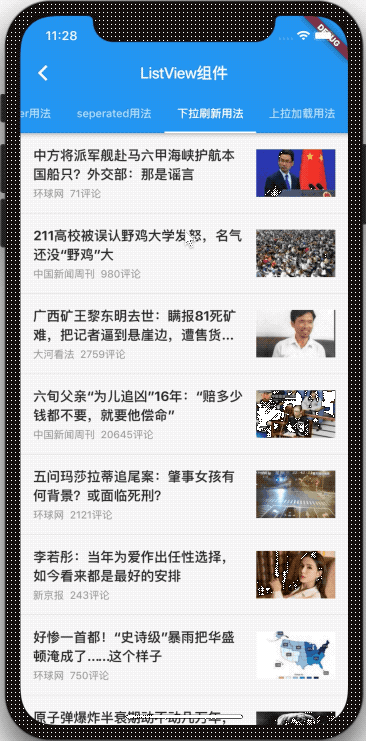 11:28
DEBUG
ListView组件
er用法 seperated用法 下拉刷新用法 上拉加载用法
中方将派军舰赴马六甲海峡护航本
国船只？外交部：那是谣言
环球网 71评论
211高校被误认野鸡大学发怒，名气
还没“野鸡”大
中国新闻周刊 980评论
广西矿王黎东明去世：瞒报81死矿
难，把记者逼到悬崖边，遭售货...
大河看法 2759评论
六旬父亲“为儿追凶”16年：“赔多少
钱都不要，就要他偿命”
中国新闻周刊 20645评论
五问玛莎拉蒂追尾案：肇事女孩有
何背景？或面临死刑？
环球网 2121评论
李若彤：当年为爱作出任性选择，
如今看来都是最好的安排
新京报 243评论
好惨一首都！“史诗级”暴雨把华盛
顿淹成了......这个样子
环球网 750评论
原子弹爆炸半衰期动不动几万年，